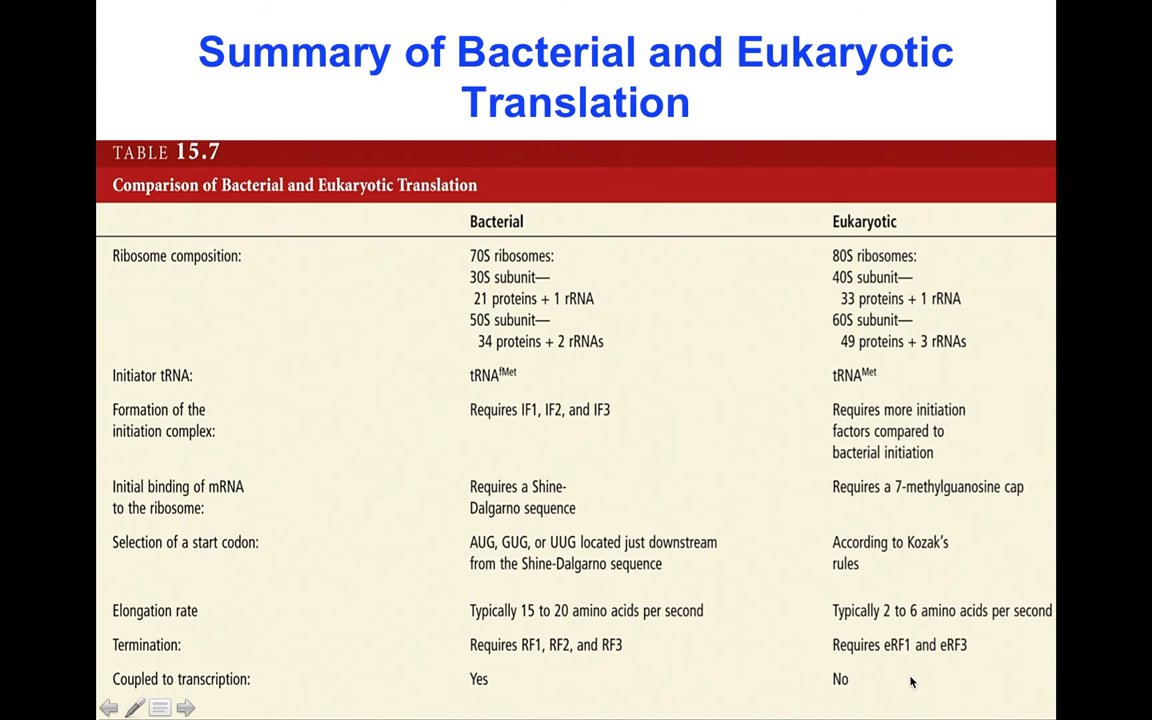 Summary of Bacterial and Eukaryotic
Translation
TABLE 15.7
Comparison of Bacterial and Eukaryotic Translation
Bacterial Eukaryotic
Ribosome composition: 70S ribosomes: 80S ribosomes:
30S subunit— 40S subunit—
21 proteins + 1 rRNA 33 proteins + 1 rRNA
50S subunit— 60S subunit—
34 proteins + 2 rRNAs 49 proteins + 3 rRNAs
Initiator tRNA: tRNAfMet tRNAMet
Formation of the Requires IF1, IF2, and IF3 Requires more initiation
initiation complex: factors compared to
bacterial initiation
Initial binding of mRNA Requires a Shine- Requires a 7-methylguanosine cap
to the ribosome: Dalgarno sequence
Selection of a start codon: AUG, GUG, or UUG located just downstream According to Kozak's
from the Shine-Dalgarno sequence rules
Elongation rate Typically 15 to 20 amino acids per second Typically 2 to 6 amino acids per second
Termination: Requires RF1, RF2, and RF3 Requires eRF1 and eRF3
Coupled to transcription: Yes No